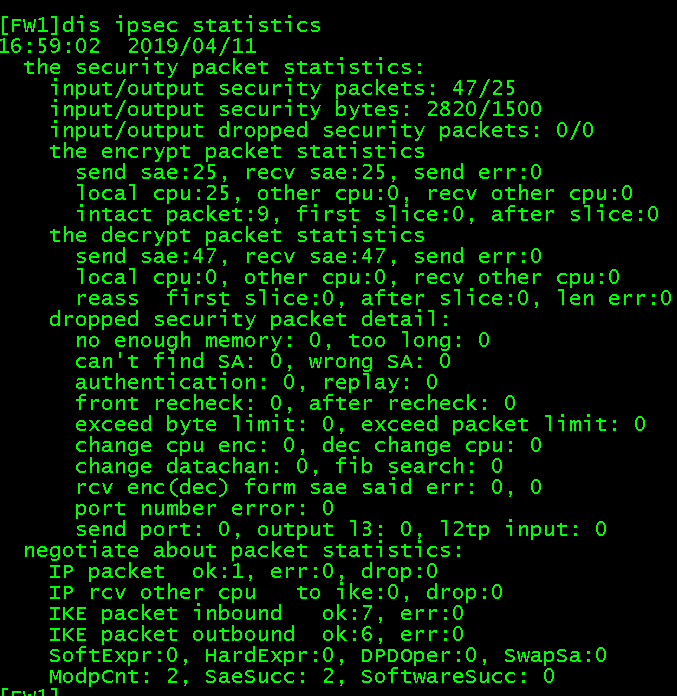 [FW1]dis ipsec statistics
16:59:02  2019/04/11
  the security packet statistics:
    input/output security packets: 47/25
    input/output security bytes: 2820/1500
    input/output dropped security packets: 0/0
    the encrypt packet statistics
      send sae:25, recv sae:25, send err:0
      local cpu:25, other cpu:0, recv other cpu:0
      intact packet:9, first slice:0, after slice:0
    the decrypt packet statistics
      send sae:47, recv sae:47, send err:0
      local cpu:0, other cpu:0, recv other cpu:0
      reass  first slice:0, after slice:0, len err:0
    dropped security packet detail:
      no enough memory: 0, too long: 0
      can't find SA: 0, wrong SA: 0
      authentication: 0, replay: 0
      front recheck: 0, after recheck: 0
      exceed byte limit: 0, exceed packet limit: 0
      change cpu enc: 0, dec change cpu: 0
      change datachan: 0, fib search: 0
      rcv enc(dec) form sae said err: 0, 0
      port number error: 0
      send port: 0, output l3: 0, l2tp input: 0
  negotiate about packet statistics:
    IP packet  ok:1, err:0, drop:0
    IP rcv other cpu   to ike:0, drop:0
    IKE packet inbound   ok:7, err:0
    IKE packet outbound  ok:6, err:0
    SoftExpr:0, HardExpr:0, DPDOper:0, SwapSa:0
    ModpCnt: 2, SaeSucc: 2, SoftwareSucc: 0
[FW1]